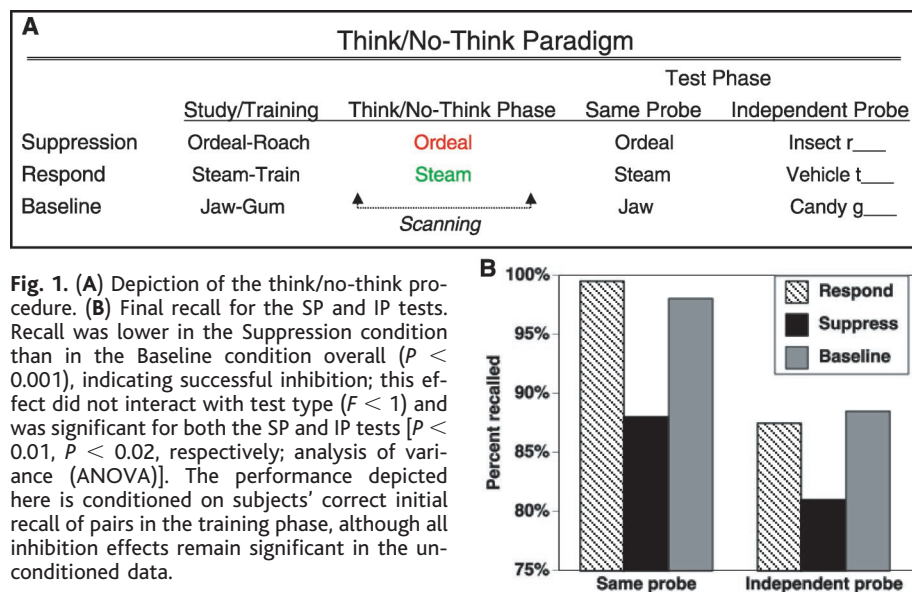 A
Think/No-Think Paradigm
Test Phase
Study/Training Think/No-Think Phase Same Probe Independent Probe
Suppression Ordeal-Roach Ordeal Ordeal Insect r___
Respond Steam-Train Steam Steam Vehicle t___
Baseline Jaw-Gum Jaw Candy g___
Scanning
Fig. 1. (A) Depiction of the think/no-think pro-
cedure. (B) Final recall for the SP and IP tests.
Recall was lower in the Suppression condition
than in the Baseline condition overall (P <
0.001), indicating successful inhibition; this ef-
fect did not interact with test type (F < 1) and
was significant for both the SP and IP tests [P <
0.01, P < 0.02, respectively; analysis of vari-
ance (ANOVA)]. The performance depicted
here is conditioned on subjects' correct initial
recall of pairs in the training phase, although all
inhibition effects remain significant in the un-
conditioned data.
B
100%
95%
90%
85%
80%
75%
Percent recalled
Respond
Suppress
Baseline
Same probe Independent probe